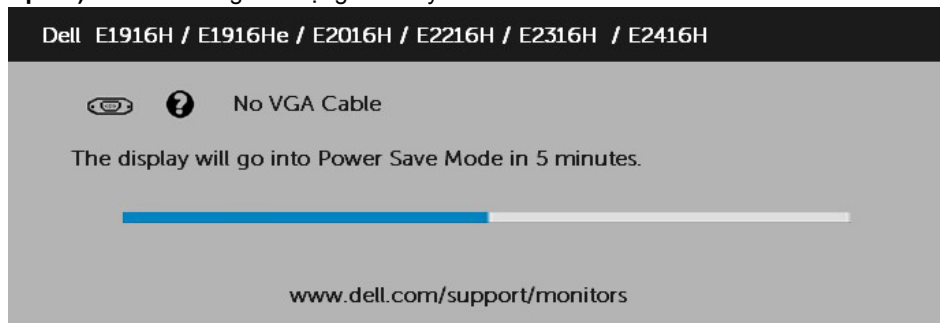 Dell E1916H / E1916He / E2016H / E2216H / E2316H / E2416H
No VGA Cable
The display will go into Power Save Mode in 5 minutes.
www.dell.com/support/monitors